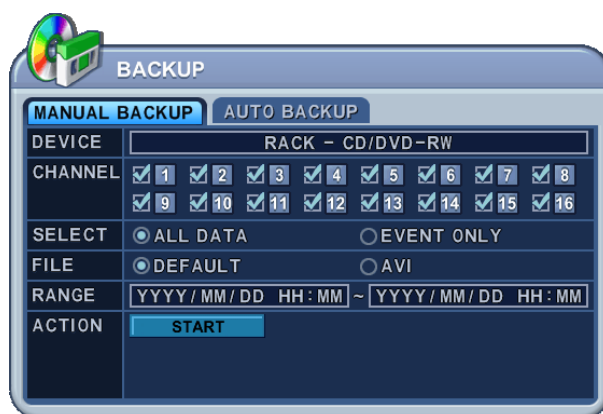 BACKUP
MANUAL BACKUP AUTO BACKUP
DEVICE RACK - CD/DVD-RW
CHANNEL 1 2 3 4 5 6 7 8
9 10 11 12 13 14 15 16
SELECT ALL DATA EVENT ONLY
FILE DEFAULT AVI
RANGE YYYY/MM/DD HH:MM ~ YYYY/MM/DD HH:MM
ACTION START